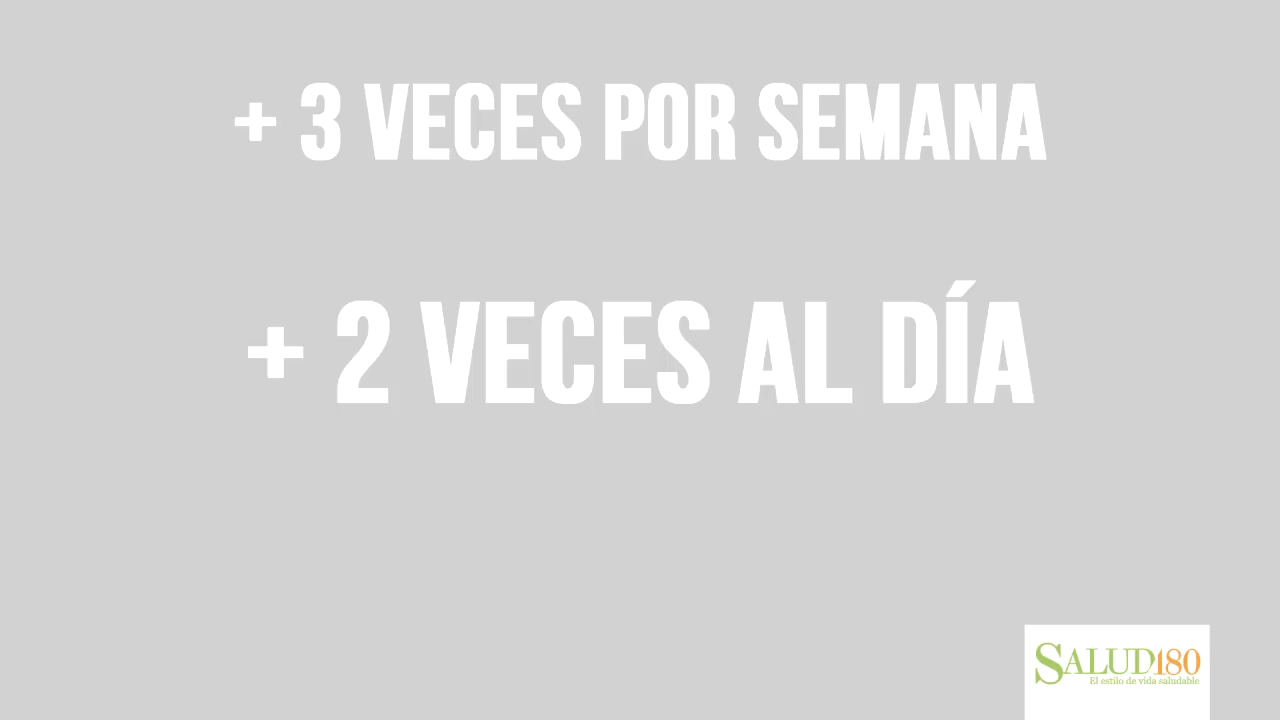 + 3 VECES POR SEMANA
+ 2 VECES AL DÍA
SALUD180
El estilo de vida saludable